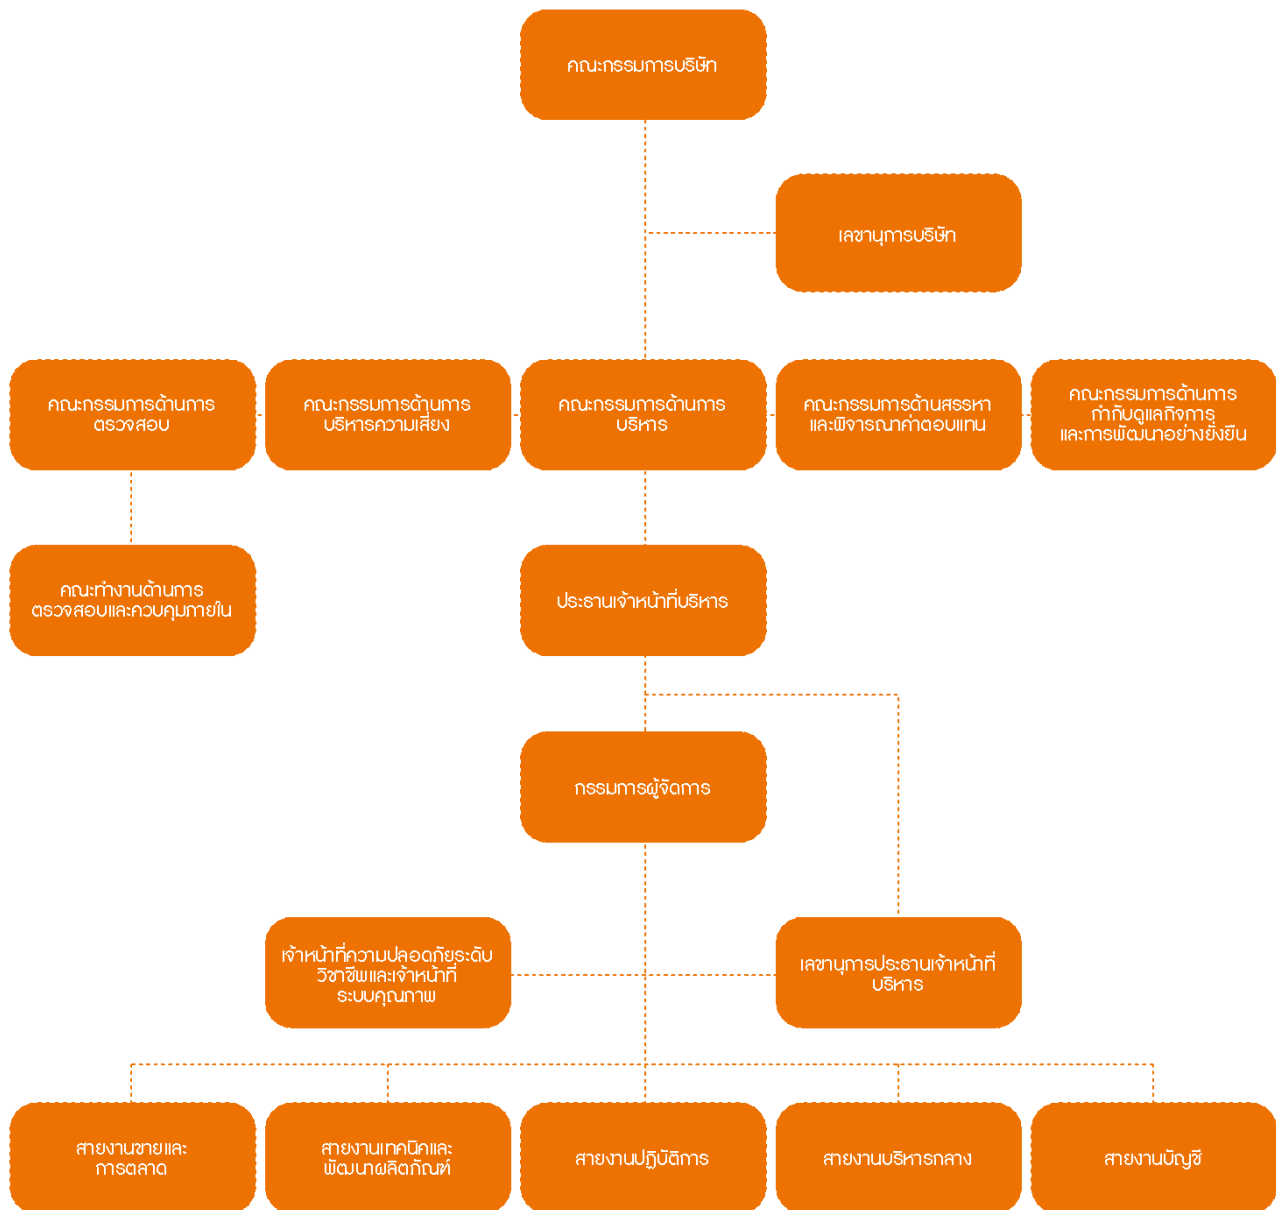 คณะกรรมการบริษัท
เลขานุการบริษัท
คณะกรรมการด้านการ
ตรวจสอบ
คณะกรรมการด้านการ
บริหารความเสี่ยง
คณะกรรมการด้านการ
บริหาร
คณะกรรมการด้านสรรหา
และพิจารณาค่าตอบแทน
คณะกรรมการด้านการ
กำกับดูแลกิจการ
และการพัฒนาอย่างยั่งยืน
คณะทำงานด้านการ
ตรวจสอบและควบคุมภายใน
ประธานเจ้าหน้าที่บริหาร
กรรมการผู้จัดการ
เจ้าหน้าที่ความปลอดภัยระดับ
วิชาชีพและเจ้าหน้าที่
ระบบคุณภาพ
เลขานุการประธานเจ้าหน้าที่
บริหาร
สายงานขายและ
การตลาด
สายงานเทคนิคและ
พัฒนาผลิตภัณฑ์
สายงานปฏิบัติการ
สายงานบริหารกลาง
สายงานบัญชี